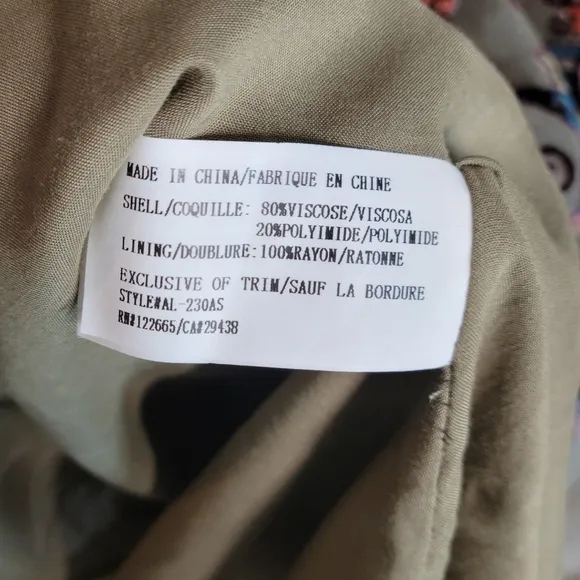 MADE IN CHINA/FABRIQUE EN CHINE
SHELL/COQUILLE: 80%VISCOSE/VISCOSA
20%POLYIMIDE/POLYIMIDE
LINING/DOUBLURE:100%RAYON/RATONNE
EXCLUSIVE OF TRIM/SAUF LA BORDURE
STYLE#AL-230AS
RN#122665/CA#29438